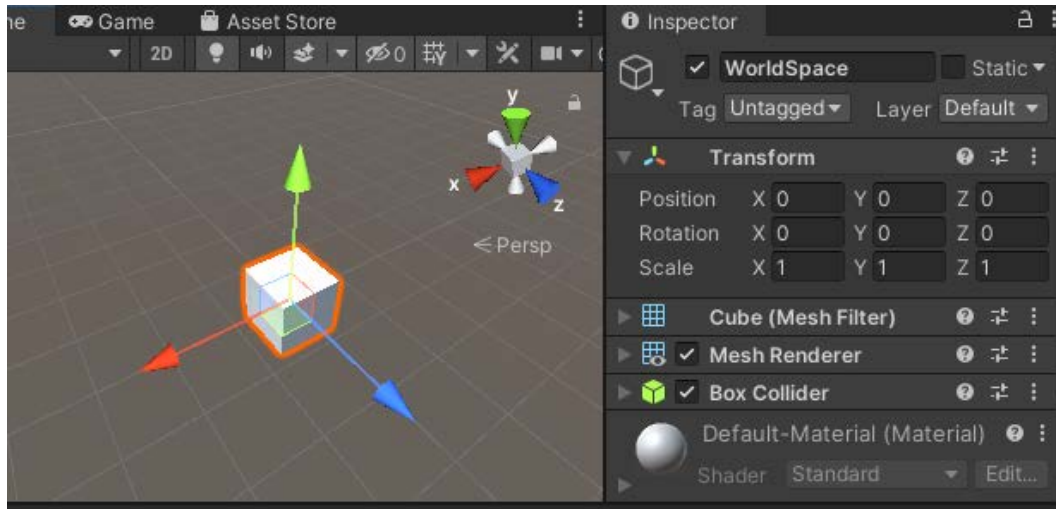 ne Game Asset Store
2D 0
y
x
z
Persp
Inspector
WorldSpace Static
Tag Untagged Layer Default
Transform
Position X 0 Y 0 Z 0
Rotation X 0 Y 0 Z 0
Scale X 1 Y 1 Z 1
Cube (Mesh Filter)
Mesh Renderer
Box Collider
Default-Material (Material)
Shader Standard Edit...